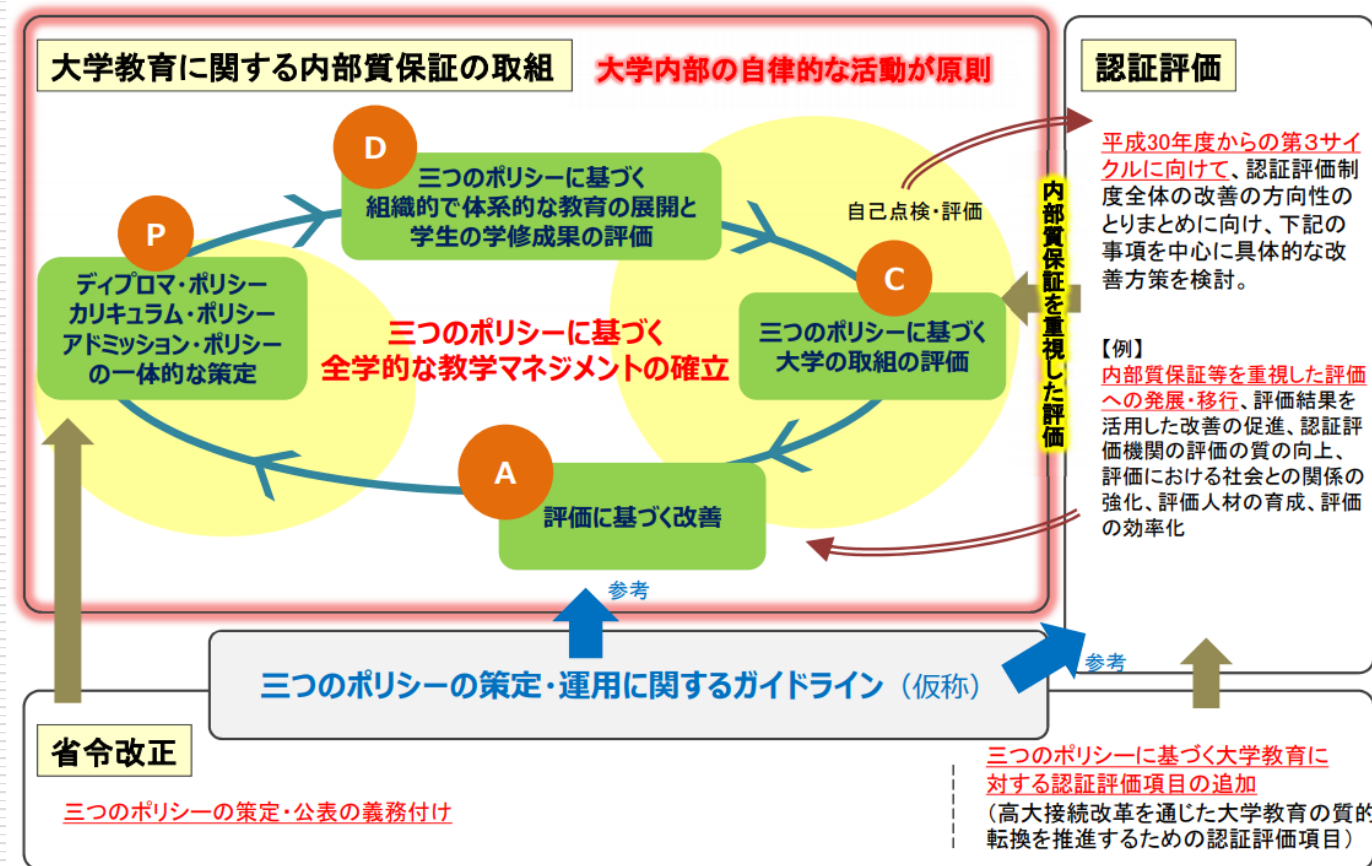 大学教育に関する内部質保証の取組
大学内部の自律的な活動が原則
D
三つのポリシーに基づく
組織的で体系的な教育の展開と
学生の学修成果の評価
P
ディプロマ・ポリシー
カリキュラム・ポリシー
アドミッション・ポリシー
の一体的な策定
自己点検・評価
C
三つのポリシーに基づく
大学の取組の評価
三つのポリシーに基づく
全学的な教学マネジメントの確立
A
評価に基づく改善
内部質保証を重視した評価
認証評価
平成30年度からの第3サイ
クルに向けて、認証評価制
度全体の改善の方向性の
とりまとめに向け、下記の
事項を中心に具体的な改
善方策を検討。
【例】
内部質保証等を重視した評価
への発展・移行、評価結果を
活用した改善の促進、認証評
価機関の評価の質の向上、
評価における社会との関係の
強化、評価人材の育成、評価
の効率化
参考
三つのポリシーの策定・運用に関するガイドライン（仮称）
参考
省令改正
三つのポリシーの策定・公表の義務付け
三つのポリシーに基づく大学教育に
対する認証評価項目の追加
（高大接続改革を通じた大学教育の質的
転換を推進するための認証評価項目）